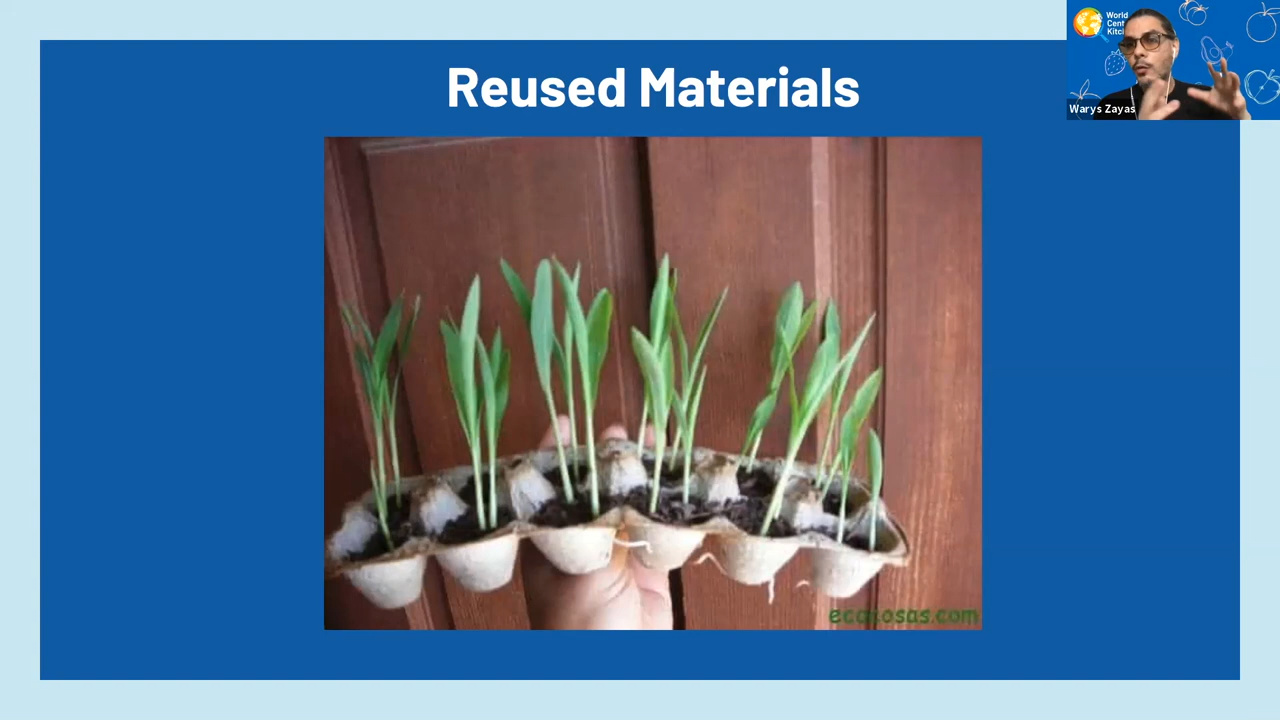 Reused Materials
World
Cent
Kitc
Warys Zayas
ecocosas.com